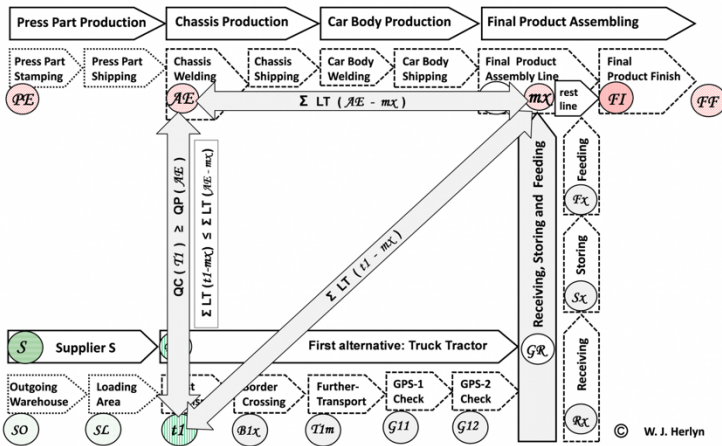 Press Part Production
Chassis Production
Car Body Production
Final Product Assembling
Press Part
Stamping
Press Part
Shipping
Chassis
Welding
Chassis
Shipping
Car Body
Welding
Car Body
Shipping
Final Product
Assembly Line
rest
line
Final
Product Finish
PE
AE
Σ LT ( AE - mx )
mx
FI
FF
QC ( T1 ) ≥ QP ( AE )
Σ LT (t1-mx) ≤ Σ LT (AE - mx)
Σ LT ( t1 - mx )
Receiving, Storing and Feeding
Feeding
Fx
Storing
Sx
Receiving
Rx
S
Supplier S
First alternative: Truck Tractor
GR
Outgoing
Warehouse
Loading
Area
Border
Crossing
Further-
Transport
GPS-1
Check
GPS-2
Check
SO
SL
t1
B1x
T1m
G11
G12
© W. J. Herlyn